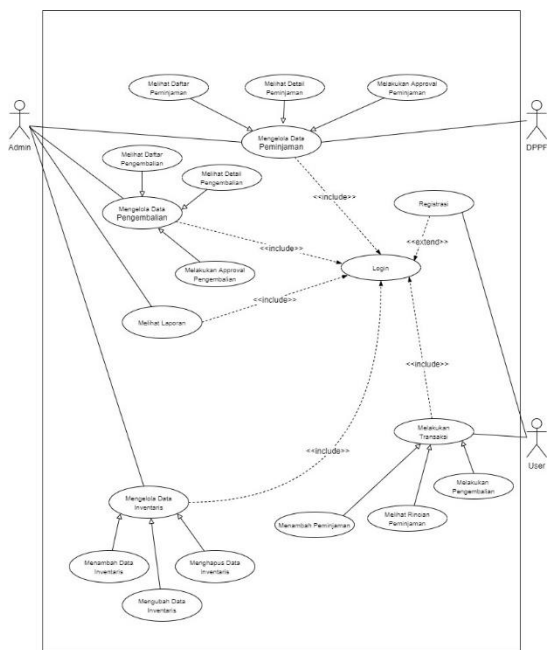 Melihat Daftar
Peminjaman
Melihat Detail
Peminjaman
Melakukan Approval
Peminjaman
Admin
Mengelola Data
Peminjaman
DPPF
Melihat Daftar
Pengembalian
Melihat Detail
Pengembalian
<<include>>
Mengelola Data
Pengembalian
Registrasi
<<include>>
<<extend>>
Melakukan Approval
Pengembalian
Login
<<include>>
Melihat Laporan
<<include>>
Melakukan
Transaksi
User
<<include>>
Melakukan
Pengembalian
Mengelola Data
Inventaris
Menambah Peminjaman
Melihat Rincian
Peminjaman
Menambah Data
Inventaris
Menghapus Data
Inventaris
Mengubah Data
Inventaris